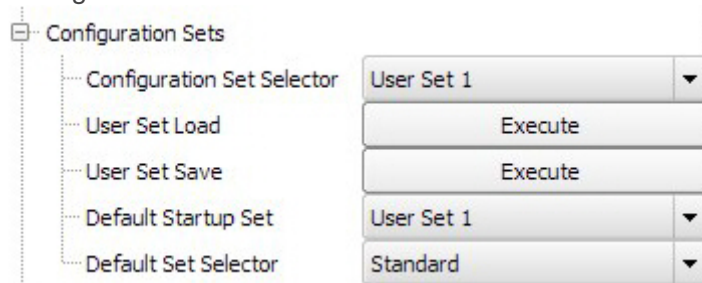 Configuration Sets
Configuration Set Selector User Set 1
User Set Load Execute
User Set Save Execute
Default Startup Set User Set 1
Default Set Selector Standard